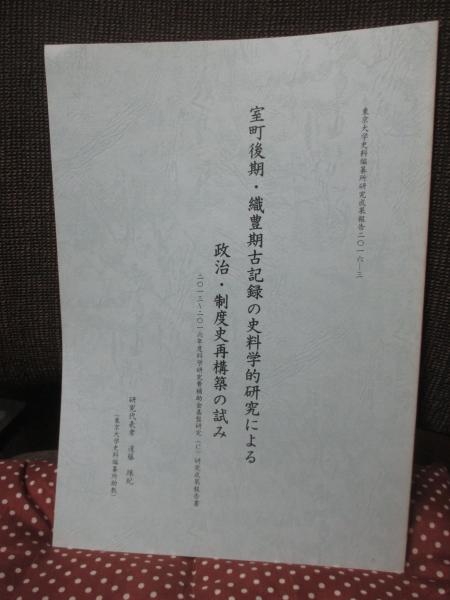 東京大学史料編纂所研究成果報告二〇一六―三
室町後期・織豊期古記録の史料学的研究による
政治・制度史再構築の試み
二〇一三~二〇一六年度科学研究費補助金基盤研究(C)研究成果報告書
研究代表者 遠藤 珠紀
(東京大学史料編纂所助教)